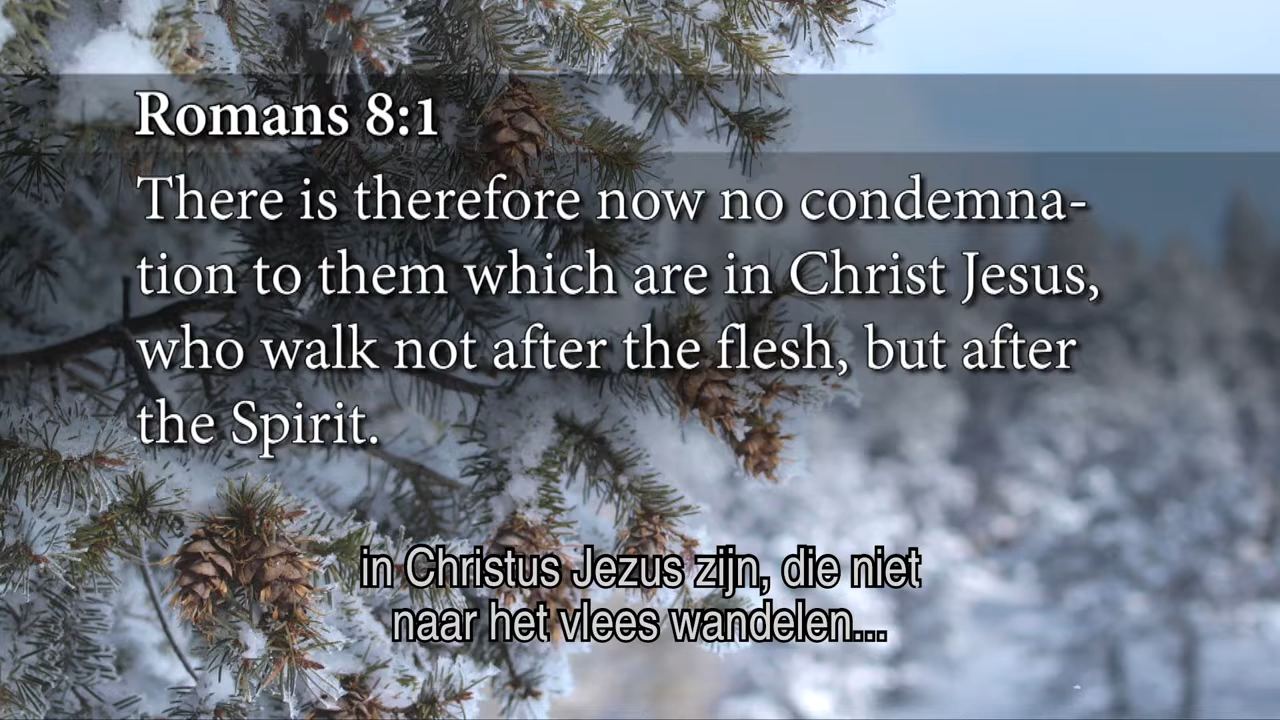 Romans 8:1
There is therefore now no condemna-
tion to them which are in Christ Jesus,
who walk not after the flesh, but after
the Spirit.
in Christus Jezus zijn, die niet
naar het vlees wandelen...